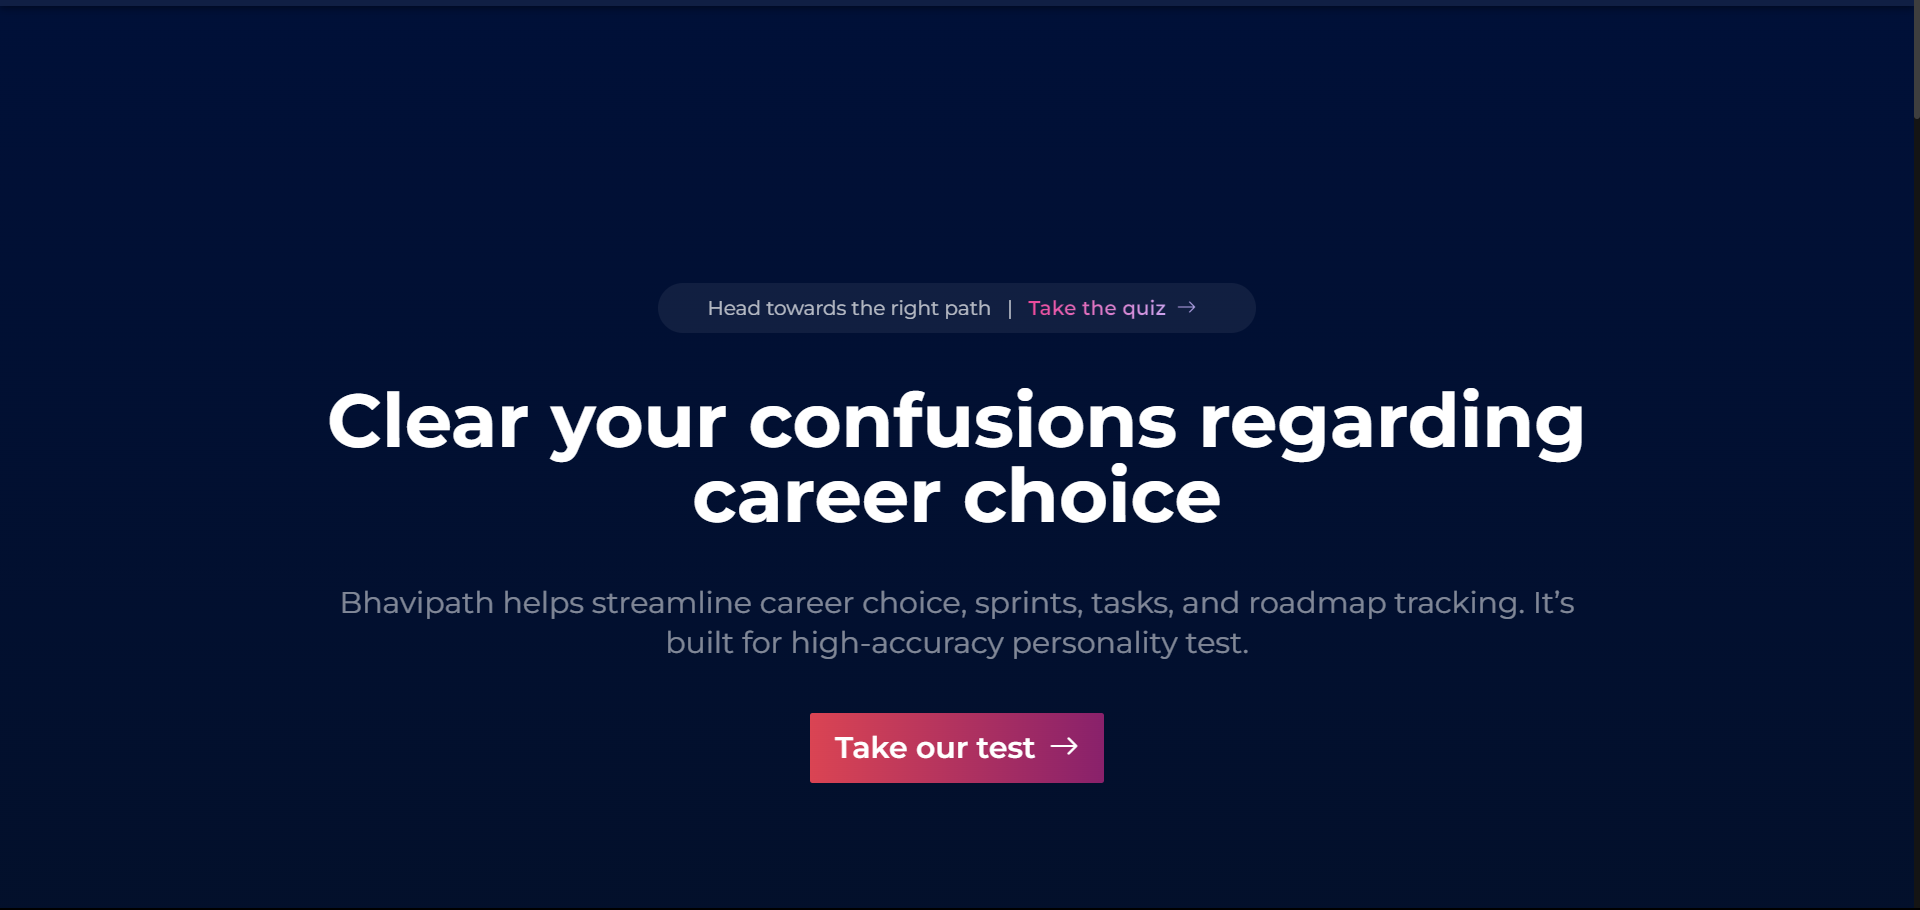 Head towards the right path | Take the quiz →
Clear your confusions regarding
career choice
Bhavipath helps streamline career choice, sprints, tasks, and roadmap tracking. It’s
built for high-accuracy personality test.
Take our test →